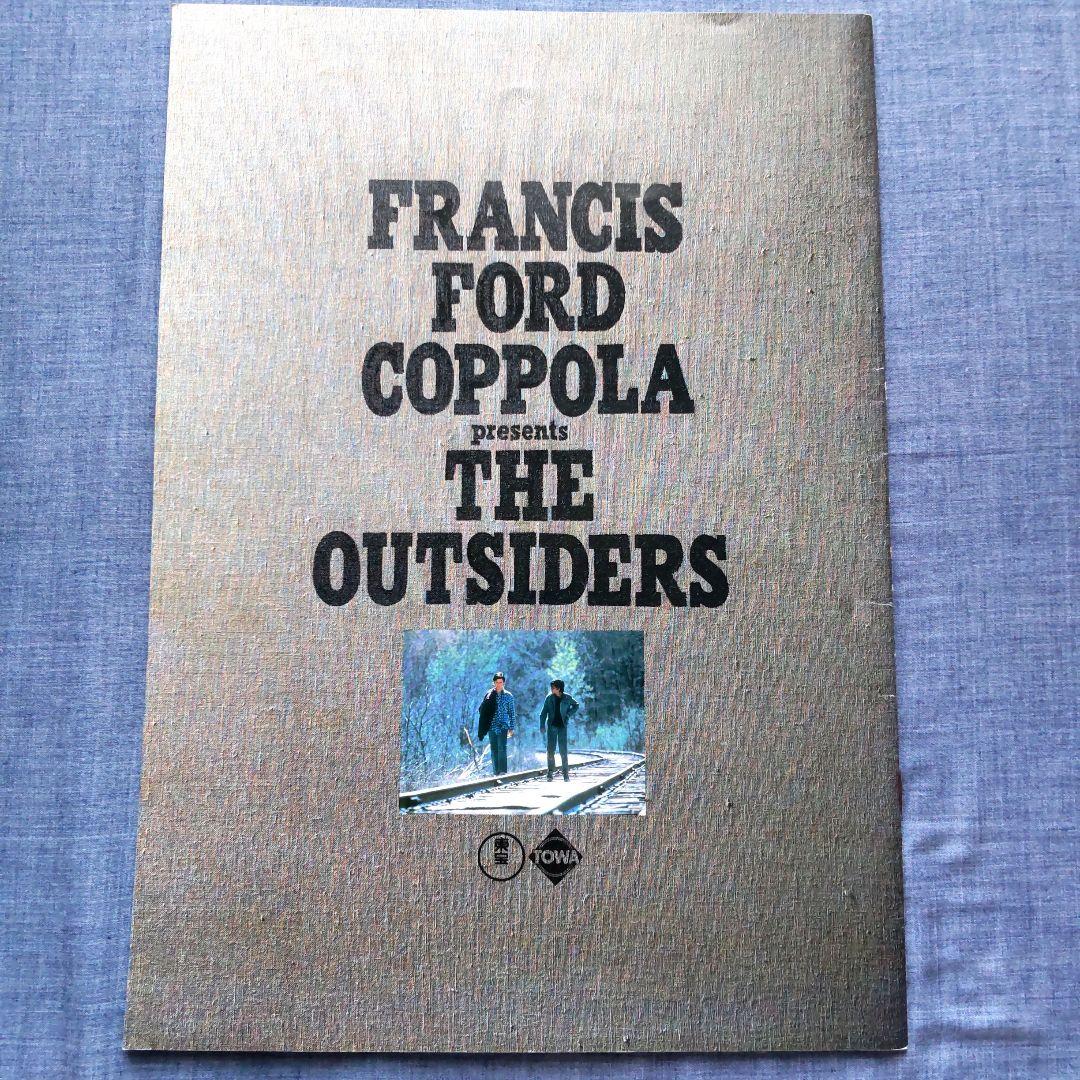 FRANCIS
FORD
COPPOLA
presents
THE
OUTSIDERS
東宝
TOWA